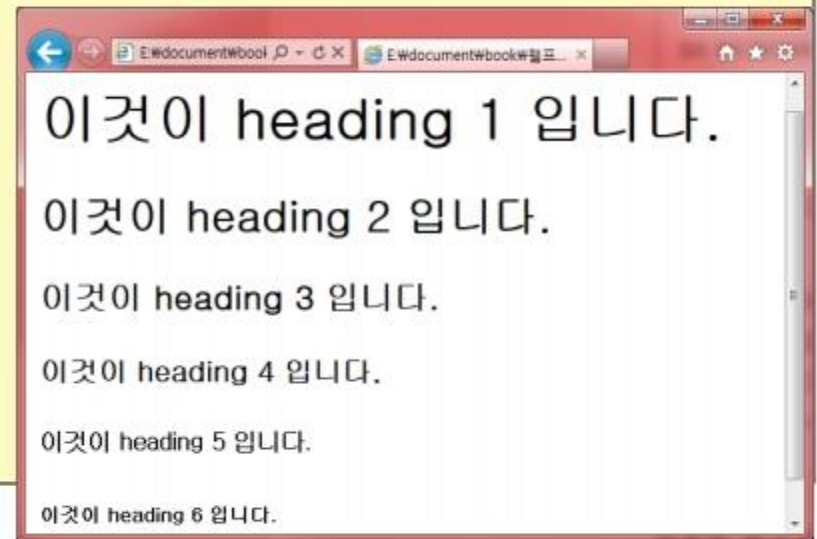 E:₩document₩bool
E:₩document₩book₩웹프...
이것이 heading 1 입니다.
이것이 heading 2 입니다.
이것이 heading 3 입니다.
이것이 heading 4 입니다.
이것이 heading 5 입니다.
이것이 heading 6 입니다.